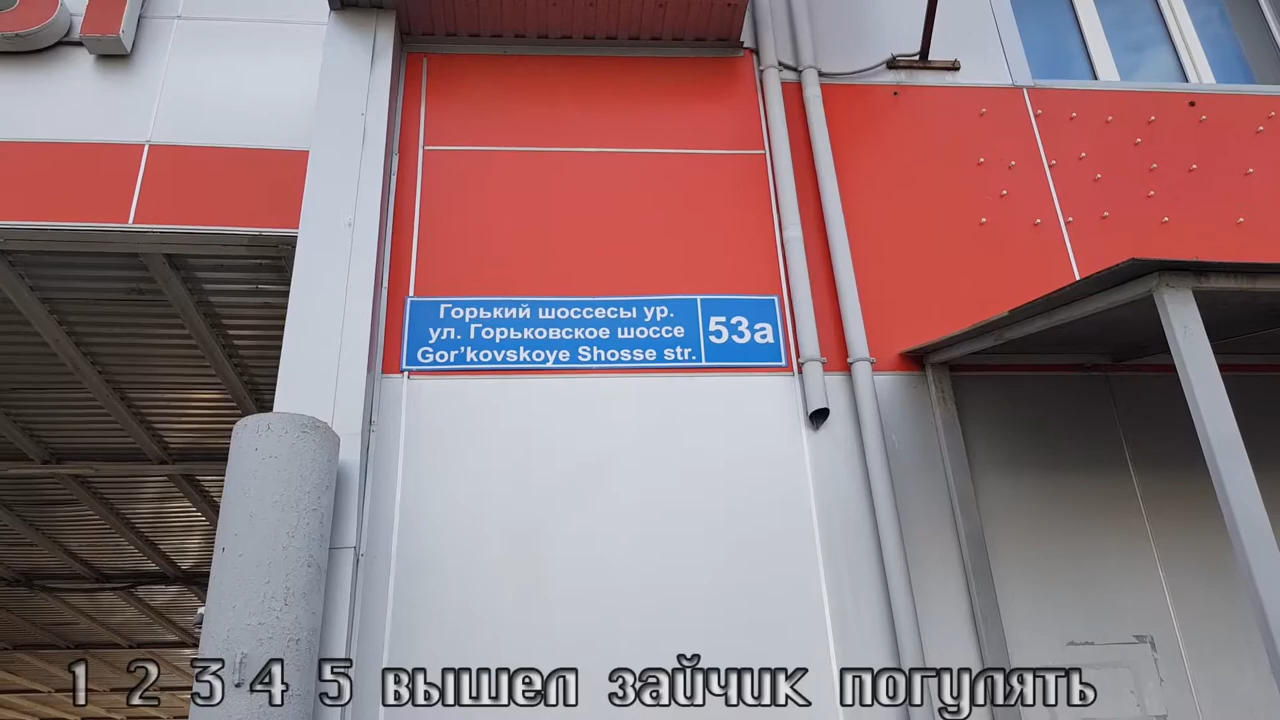 Горький шоссесы ур.
ул. Горьковское шоссе
Gor'kovskoye Shosse str.
53а
1 2 3 4 5 вышел зайчик погулять